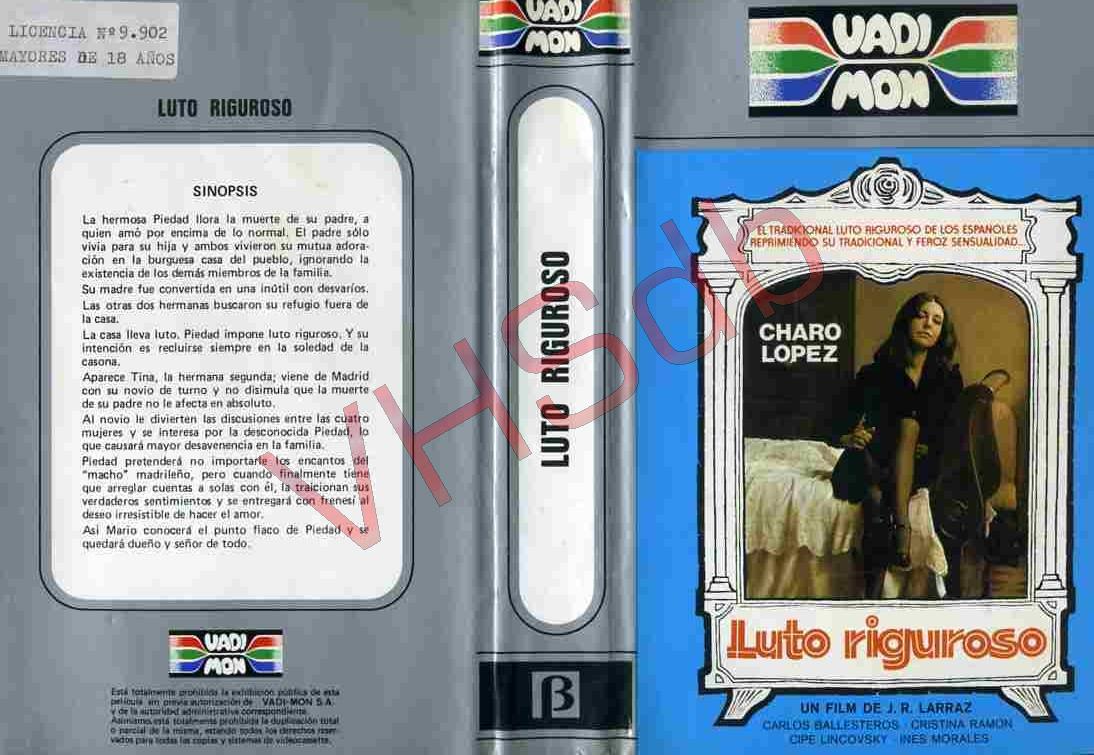 LICENCIA Nº 9.902
MAYORES DE 18 AÑOS
LUTO RIGUROSO
SINOPSIS
La hermosa Piedad llora la muerte de su padre, a
quien amó por encima de lo normal. El padre sólo
vivia para su hija y ambos vivieron su mutua adora-
ción en la burguesa casa del pueblo, ignorando la
existencia de los demás miembros de la familia.
Su madre fue convertida en una inútil con desvaríos.
Las otras dos hermanas buscaron su refugio fuera de
la casa.
La casa lleva luto. Piedad impone luto riguroso. Y su
intención es recluirse siempre en la soledad de la
casona.
Aparece Tina, la hermana segunda; viene de Madrid
con su novio de turno y no disimula que la muerte
de su padre no le afecta en absoluto.
Al novio le divierten las discusiones entre las cuatro
mujeres y se interesa por la desconocida Piedad, lo
que causará mayor desavenencia en la familia.
Piedad pretenderá no importarle los encantos del
"macho" madrileño, pero cuando finalmente tiene
que arreglar cuentas a solas con él, la traicionan sus
verdaderos sentimientos y se entregará con frenesí al
deseo irresistible de hacer el amor.
Asi Mario conocerá el punto flaco de Piedad y se
quedará dueño y señor de todo.
VADI
MON
Está totalmente prohibida la exhibición pública de esta
película sin previa autorización de VADI-MON S.A.
y de la autoridad administrativa correspondiente.
Asimismo está totalmente prohibida la duplicación total
o parcial de la misma, estando todos los derechos reser-
vados para todas las copias y sistemas de videocassette.
VADI
MON
LUTO RIGUROSO
β
VADI
MON
EL TRADICIONAL LUTO RIGUROSO DE LOS ESPAÑOLES
REPRIMIENDO SU TRADICIONAL Y FEROZ SENSUALIDAD...
CHARO
LOPEZ
Luto riguroso
UN FILM DE J. R. LARRAZ
CARLOS BALLESTEROS · CRISTINA RAMON
CIPE LINCOVSKY · INES MORALES
VHSdb